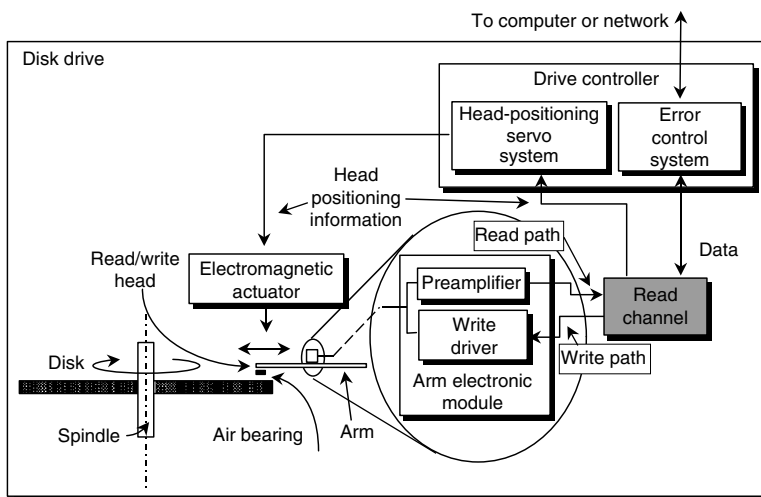 To computer or network
Disk drive
Drive controller
Head-positioning
servo
system
Error
control
system
Head
positioning
information
Read path
Data
Read/write
head
Electromagnetic
actuator
Preamplifier
Read
channel
Write
driver
Write path
Disk
Arm electronic
module
Spindle
Air bearing
Arm